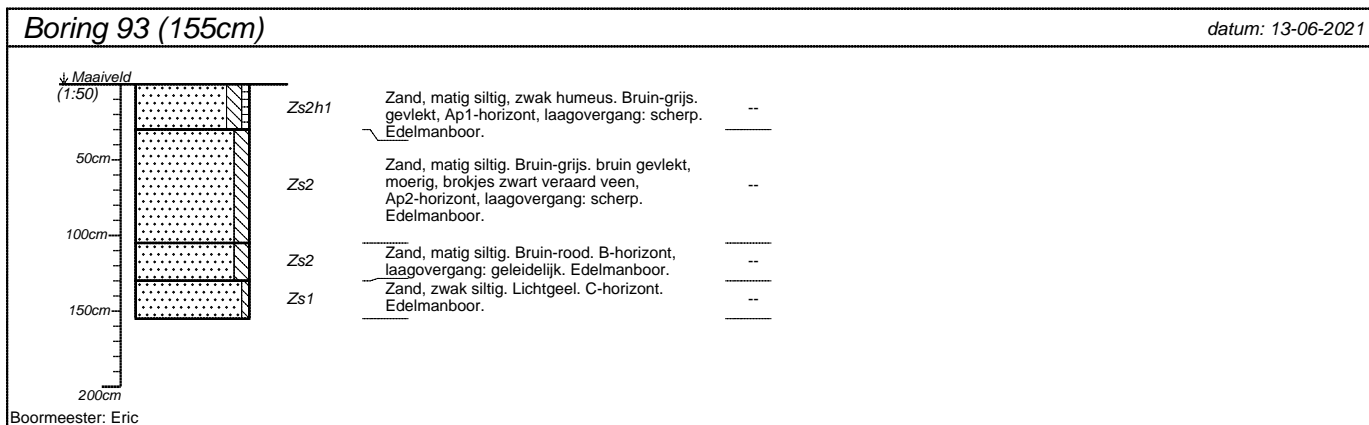 Boring 93 (155cm)
datum: 13-06-2021
Maaiveld
(1:50)
Zs2h1
Zand, matig siltig, zwak humeus. Bruin-grijs.
gevlekt, Ap1-horizont, laagovergang: scherp.
Edelmanboor.
--
50cm
Zs2
Zand, matig siltig. Bruin-grijs. bruin gevlekt,
moerig, brokjes zwart veraard veen,
Ap2-horizont, laagovergang: scherp.
Edelmanboor.
--
100cm
Zs2
Zand, matig siltig. Bruin-rood. B-horizont,
laagovergang: geleidelijk. Edelmanboor.
--
Zs1
Zand, zwak siltig. Lichtgeel. C-horizont.
Edelmanboor.
--
150cm
200cm
Boormeester: Eric